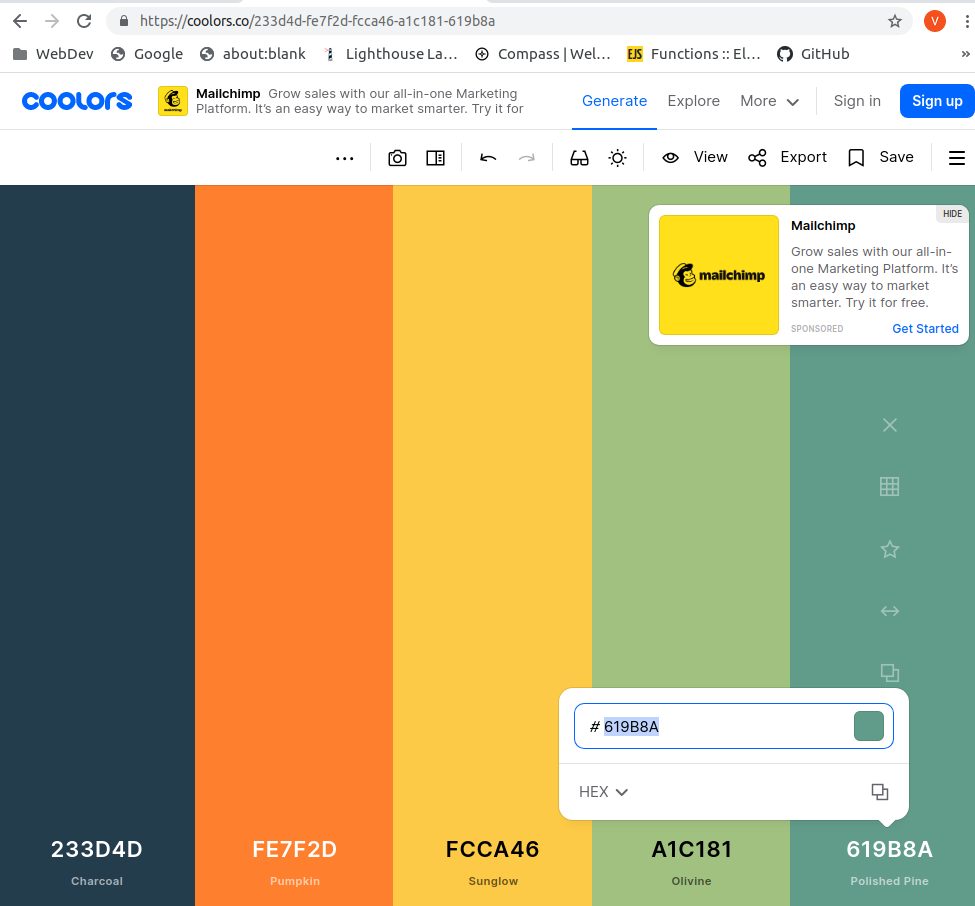 https://coolors.co/233d4d-fe7f2d-fcca46-a1c181-619b8a
V
WebDev Google about:blank Lighthouse La… Compass | Wel… EJS Functions :: El… GitHub »
coolors
Mailchimp Grow sales with our all-in-one Marketing
Platform. It's an easy way to market smarter. Try it for
mailchimp
Generate Explore More Sign in Sign up
View Export Save
HIDE
mailchimp
Mailchimp
Grow sales with our all-in-
one Marketing Platform. It's
an easy way to market
smarter. Try it for free.
SPONSORED Get Started
# 619B8A
HEX
233D4D FE7F2D FCCA46 A1C181 619B8A
Charcoal Pumpkin Sunglow Olivine Polished Pine